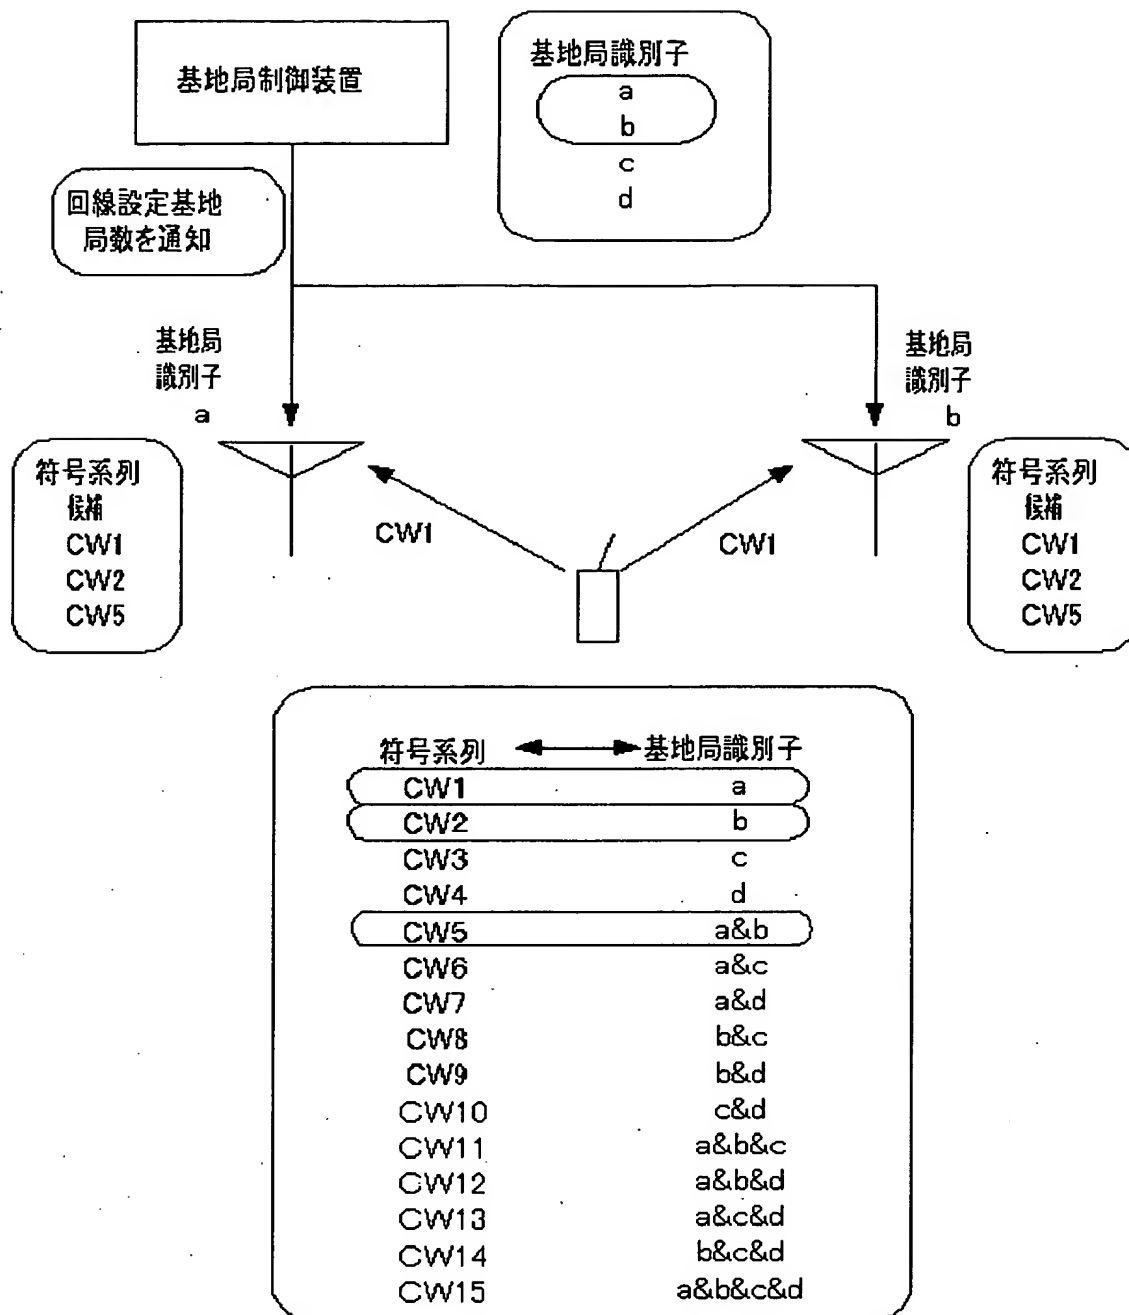 基地局制御装置
基地局識別子
a
b
c
d
回線設定基地
局数を通知
基地局
識別子
a
基地局
識別子
b
符号系列
候補
CW1
CW2
CW5
CW1
CW1
符号系列
候補
CW1
CW2
CW5
符号系列 基地局識別子
CW1 a
CW2 b
CW3 c
CW4 d
CW5 a&b
CW6 a&c
CW7 a&d
CW8 b&c
CW9 b&d
CW10 c&d
CW11 a&b&c
CW12 a&b&d
CW13 a&c&d
CW14 b&c&d
CW15 a&b&c&d